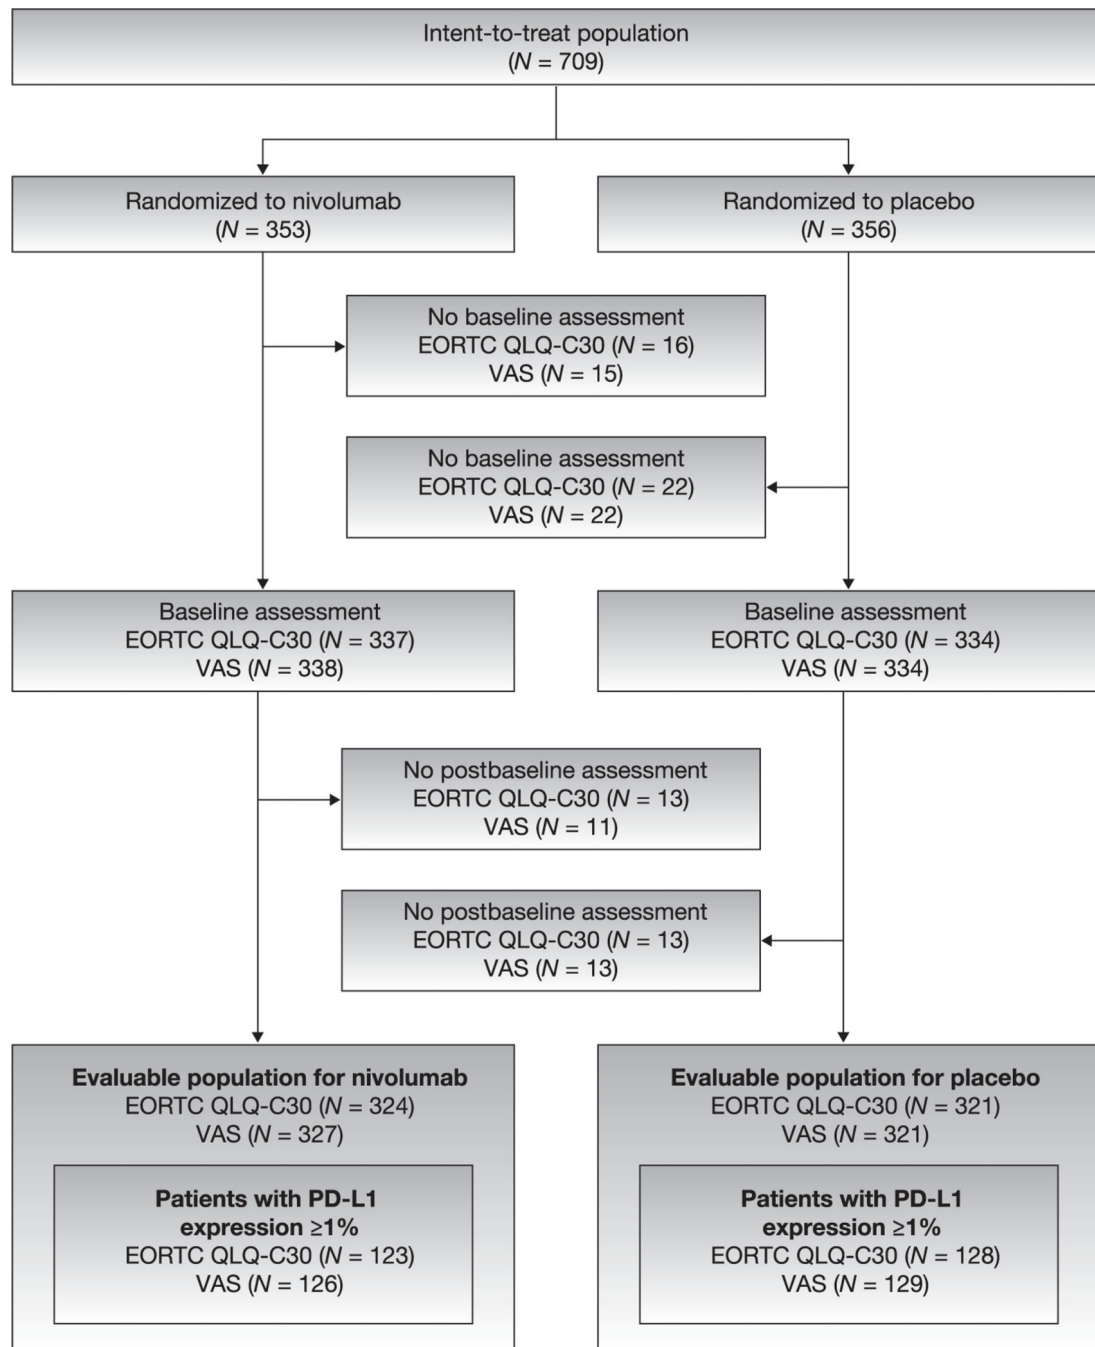 Intent-to-treat population
(N = 709)
Randomized to nivolumab
(N = 353)
Randomized to placebo
(N = 356)
No baseline assessment
EORTC QLQ-C30 (N = 16)
VAS (N = 15)
No baseline assessment
EORTC QLQ-C30 (N = 22)
VAS (N = 22)
Baseline assessment
EORTC QLQ-C30 (N = 337)
VAS (N = 338)
Baseline assessment
EORTC QLQ-C30 (N = 334)
VAS (N = 334)
No postbaseline assessment
EORTC QLQ-C30 (N = 13)
VAS (N = 11)
No postbaseline assessment
EORTC QLQ-C30 (N = 13)
VAS (N = 13)
Evaluable population for nivolumab
EORTC QLQ-C30 (N = 324)
VAS (N = 327)
Patients with PD-L1
expression ≥1%
EORTC QLQ-C30 (N = 123)
VAS (N = 126)
Evaluable population for placebo
EORTC QLQ-C30 (N = 321)
VAS (N = 321)
Patients with PD-L1
expression ≥1%
EORTC QLQ-C30 (N = 128)
VAS (N = 129)